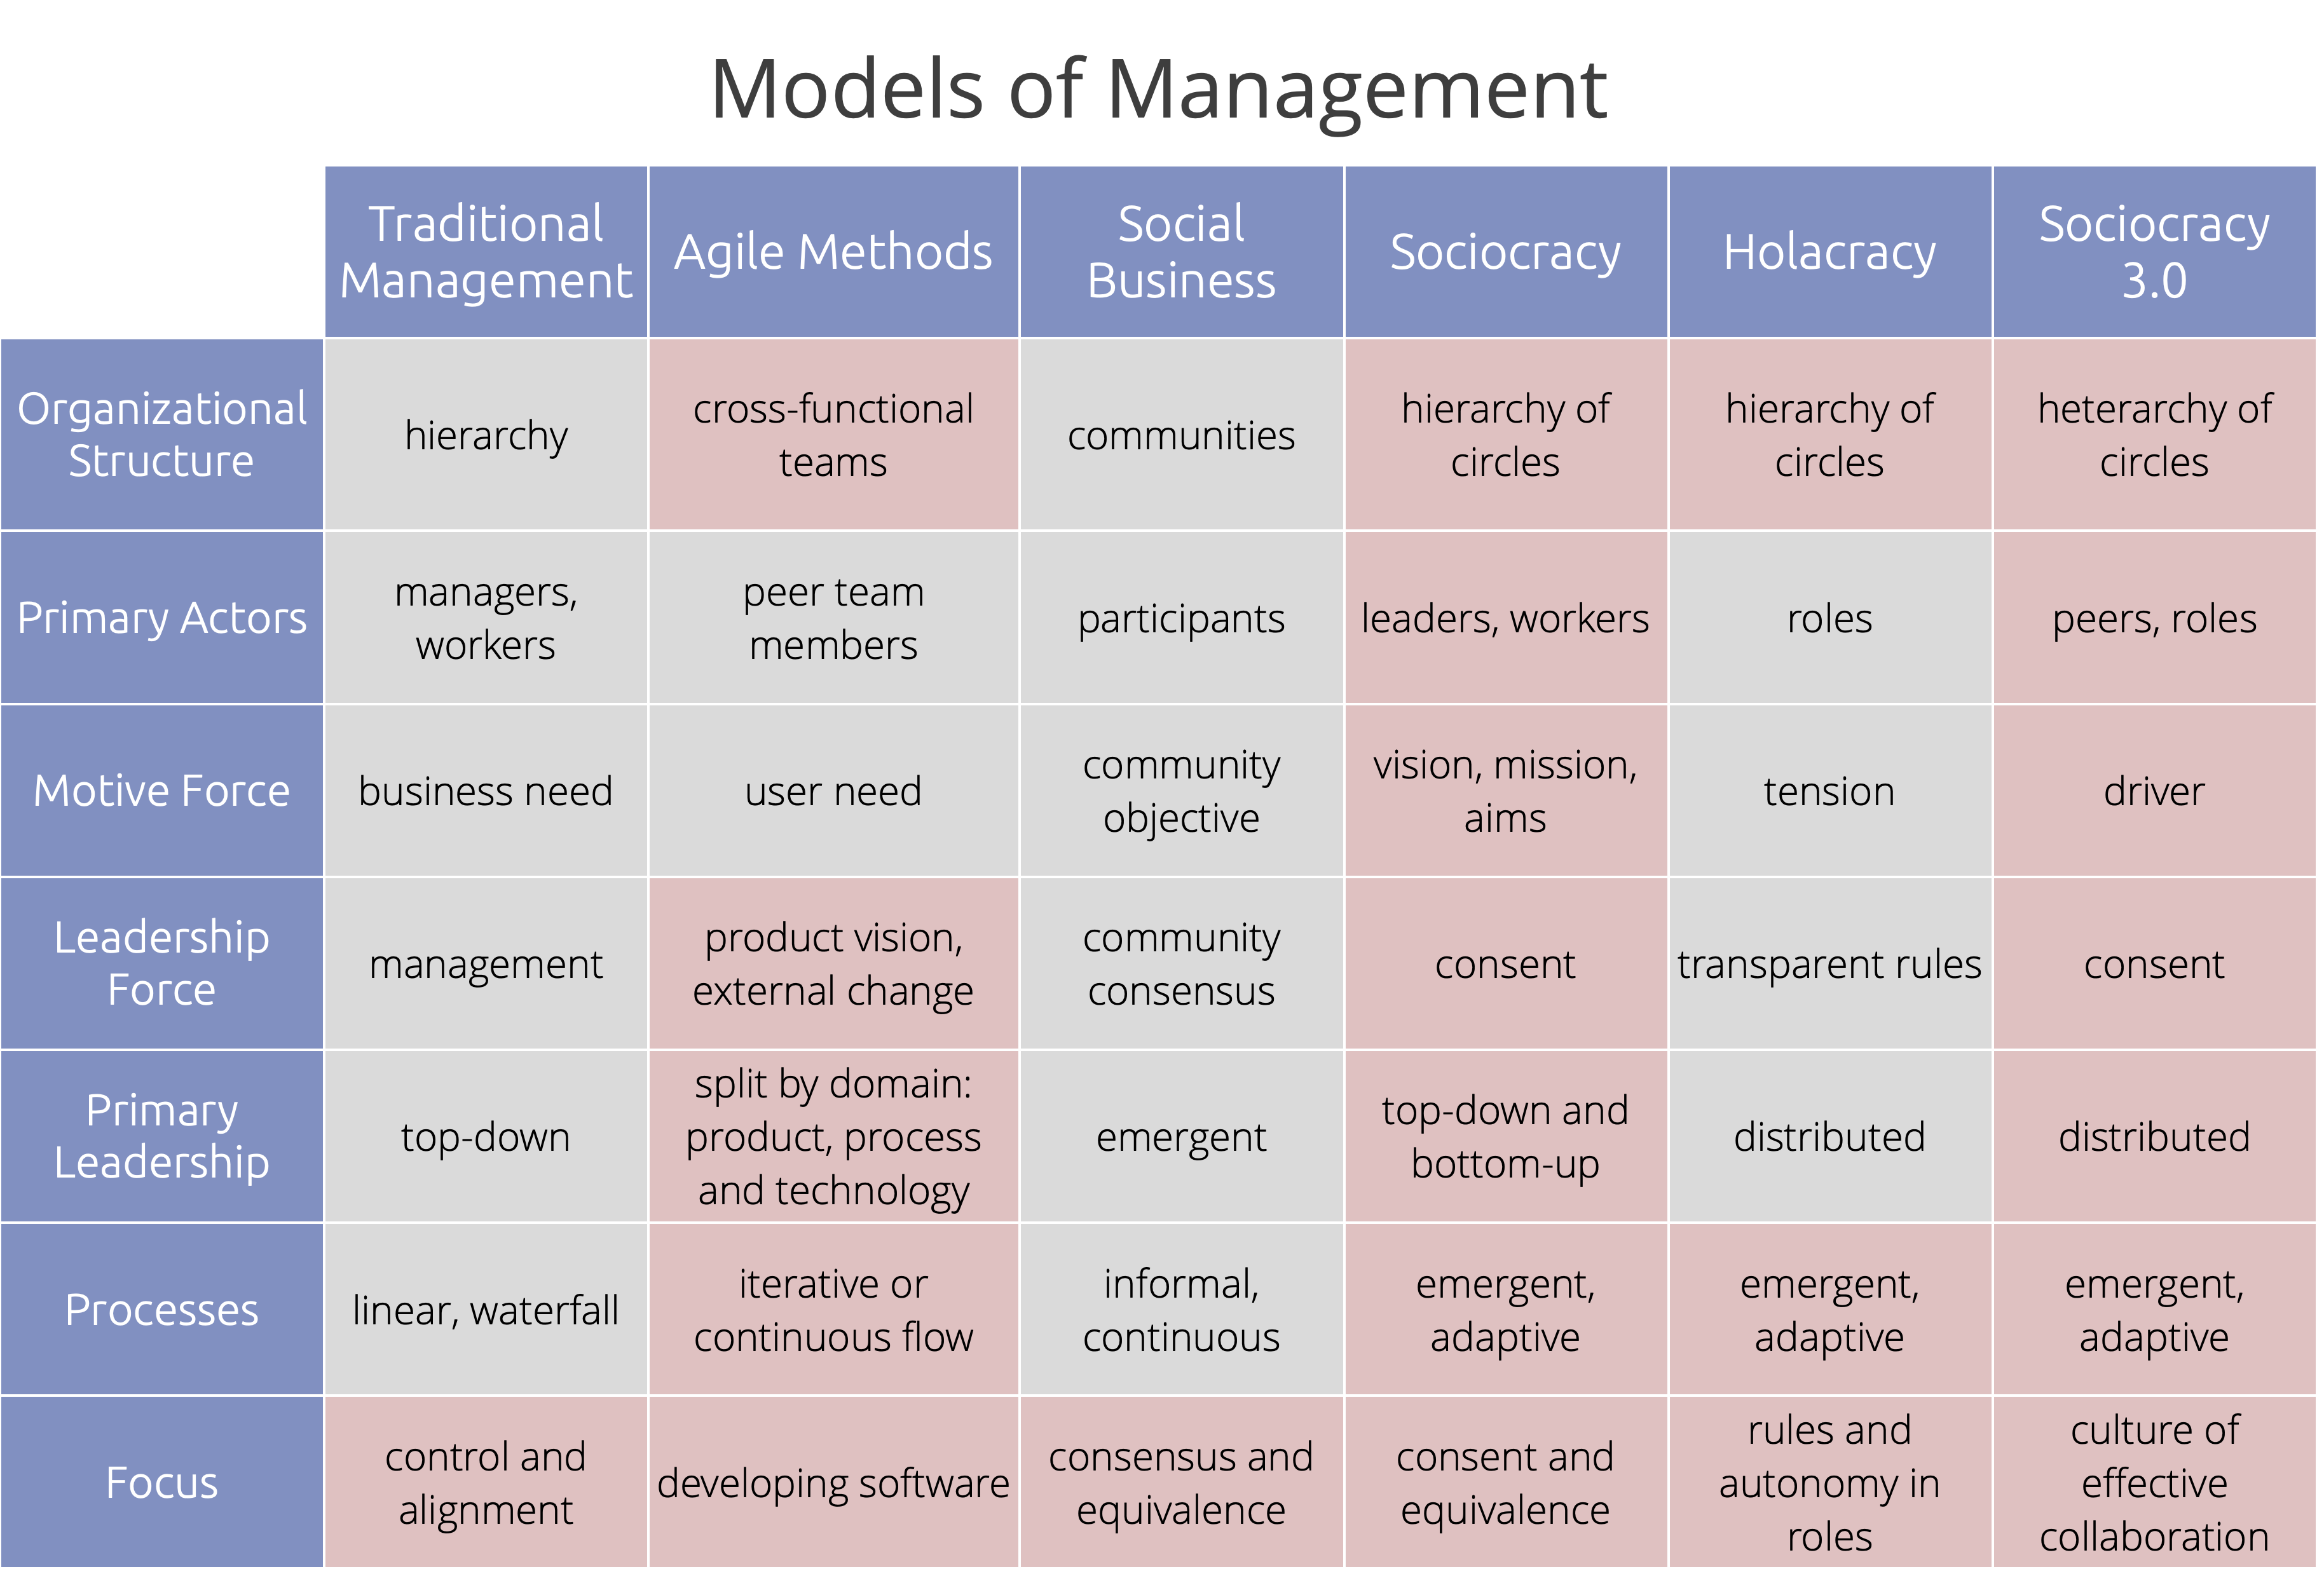 Models of Management
Traditional
Management
Agile Methods
Social
Business
Sociocracy
Holacracy
Sociocracy
3.0
Organizational
Structure
hierarchy
cross-functional
teams
communities
hierarchy of
circles
hierarchy of
circles
heterarchy of
circles
Primary Actors
managers,
workers
peer team
members
participants
leaders, workers
roles
peers, roles
Motive Force
business need
user need
community
objective
vision, mission,
aims
tension
driver
Leadership
Force
management
product vision,
external change
community
consensus
consent
transparent rules
consent
Primary
Leadership
top-down
split by domain:
product, process
and technology
emergent
top-down and
bottom-up
distributed
distributed
Processes
linear, waterfall
iterative or
continuous flow
informal,
continuous
emergent,
adaptive
emergent,
adaptive
emergent,
adaptive
Focus
control and
alignment
developing software
consensus and
equivalence
consent and
equivalence
rules and
autonomy in
roles
culture of
effective
collaboration